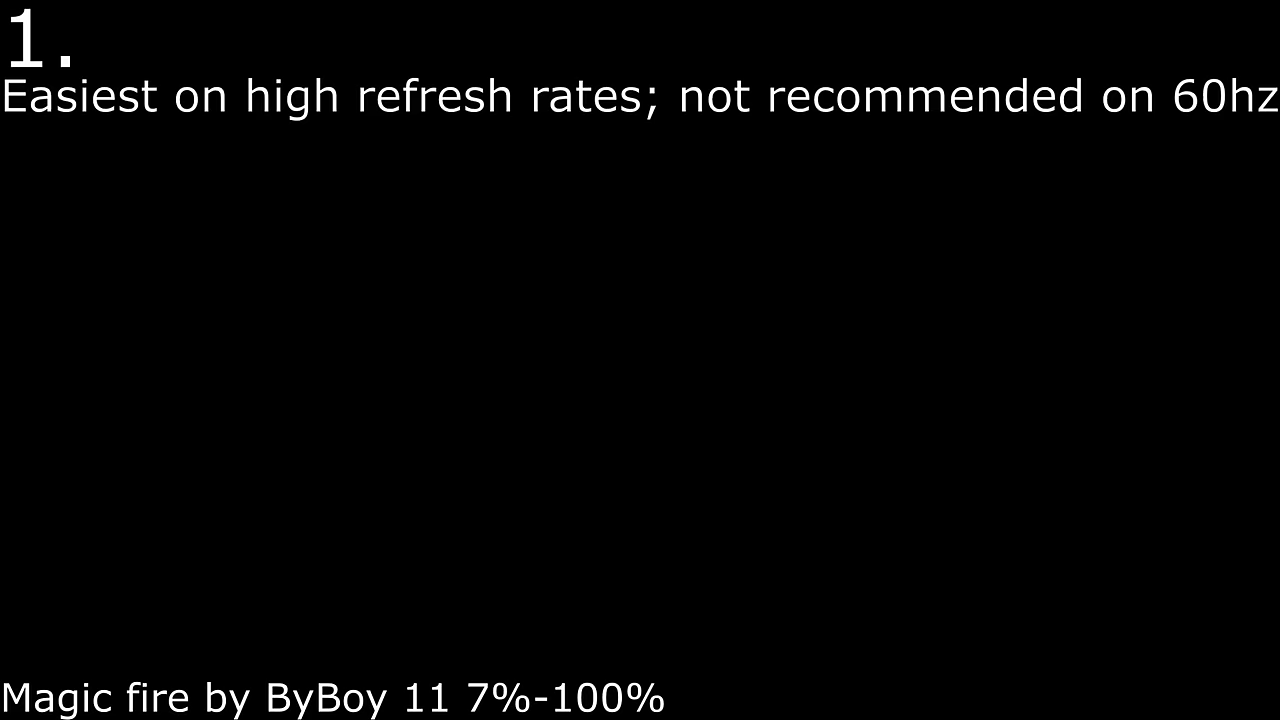 1.
Easiest on high refresh rates; not recommended on 60hz
Magic fire by ByBoy 11 7%-100%